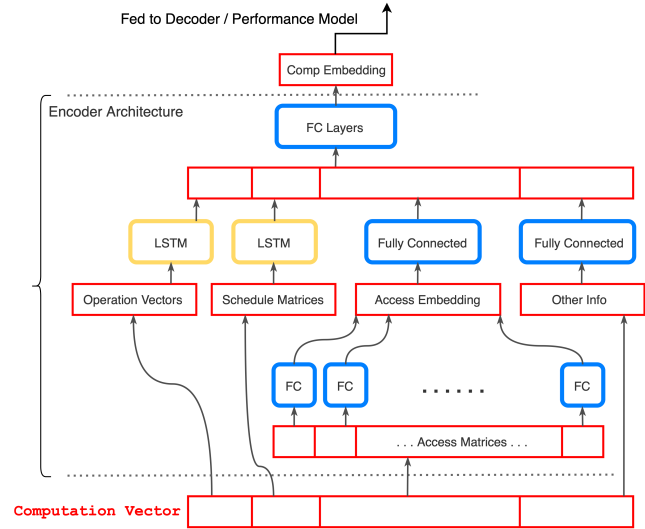 Fed to Decoder / Performance Model
Comp Embedding
Encoder Architecture
FC Layers
LSTM
LSTM
Fully Connected
Fully Connected
Operation Vectors
Schedule Matrices
Access Embedding
Other Info
FC
FC
. . . . . .
FC
. . . Access Matrices . . .
Computation Vector